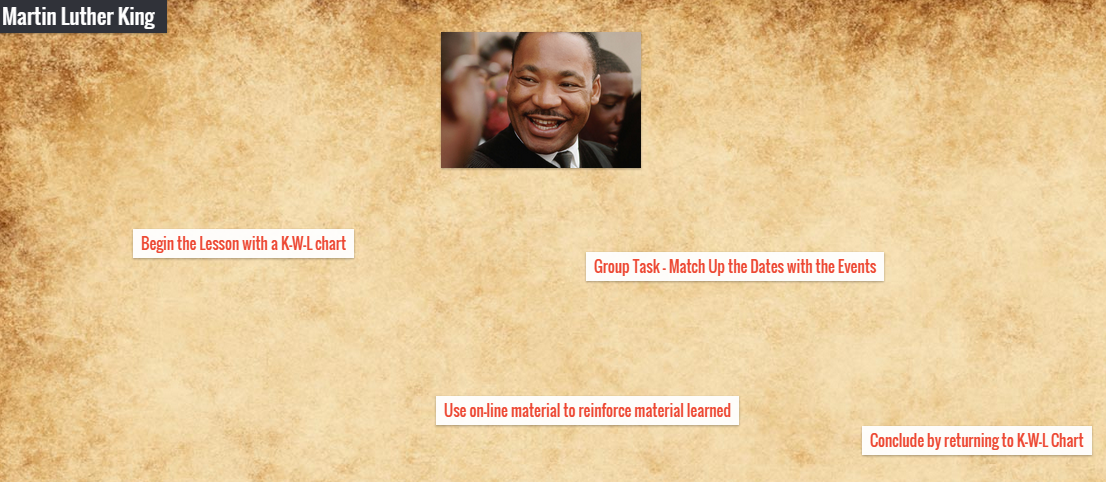 Martin Luther King
Begin the Lesson with a K-W-L chart
Group Task - Match Up the Dates with the Events
Use on-line material to reinforce material learned
Conclude by returning to K-W-L Chart